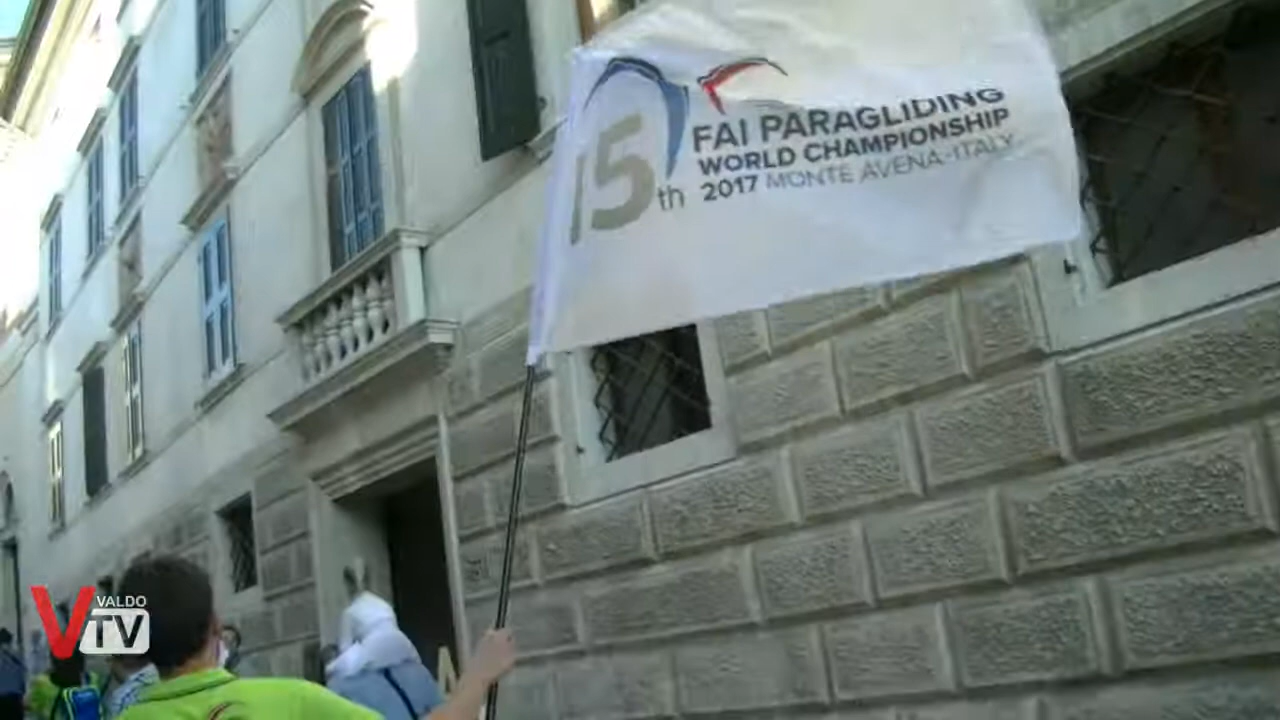 15th
FAI PARAGLIDING
WORLD CHAMPIONSHIP
2017 MONTE AVENA-ITALY
VALDO
TV